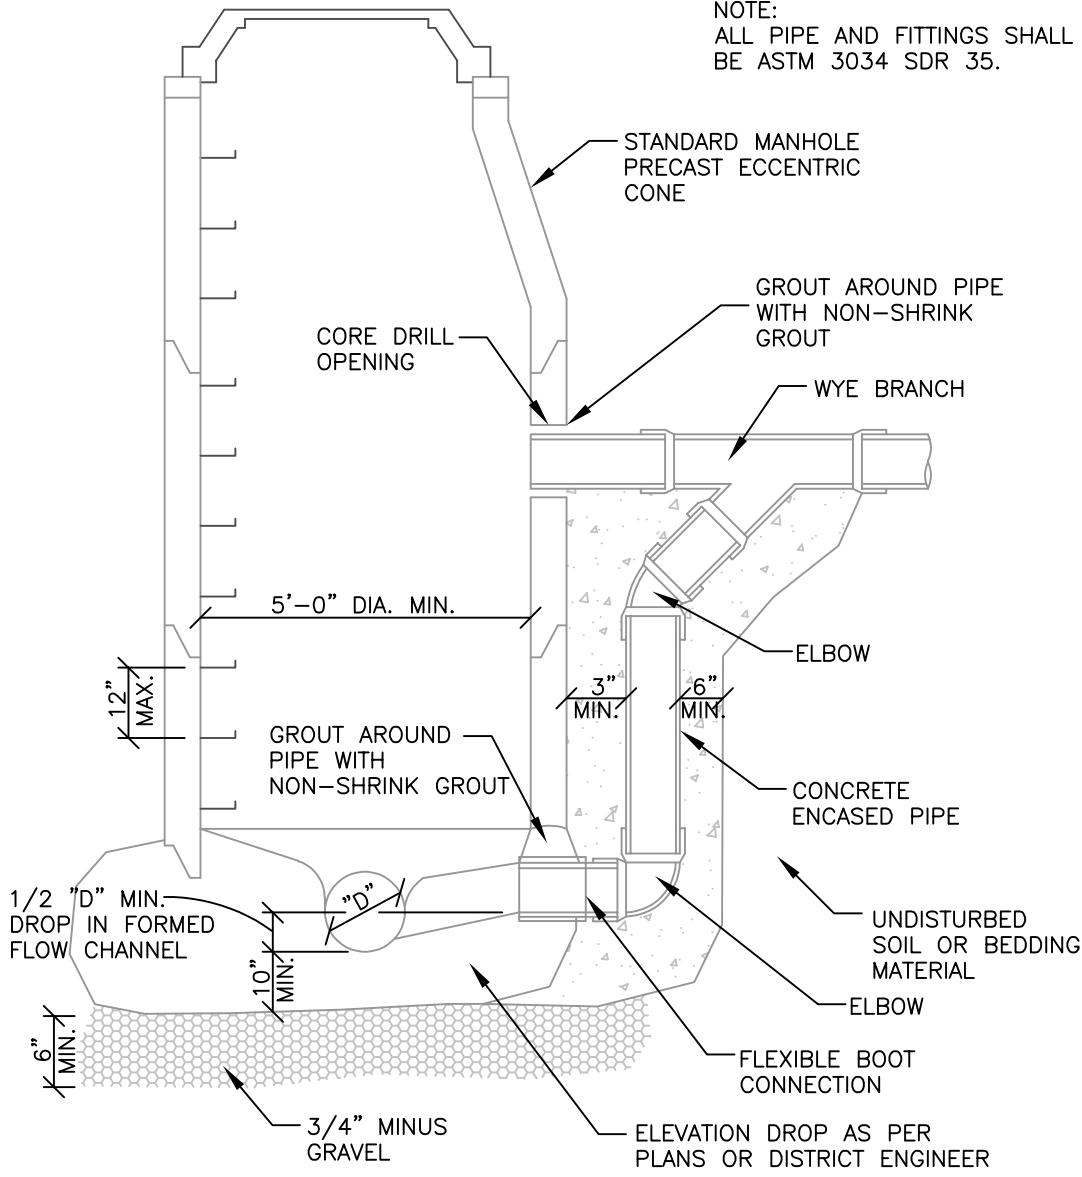 NOTE:
ALL PIPE AND FITTINGS SHALL
BE ASTM 3034 SDR 35.
STANDARD MANHOLE
PRECAST ECCENTRIC
CONE
GROUT AROUND PIPE
WITH NON-SHRINK
GROUT
CORE DRILL
OPENING
WYE BRANCH
5'-0" DIA. MIN.
ELBOW
12"
MAX.
3"
MIN.
6"
MIN.
GROUT AROUND
PIPE WITH
NON-SHRINK GROUT
CONCRETE
ENCASED PIPE
1/2 "D" MIN.
DROP IN FORMED
FLOW CHANNEL
"D"
UNDISTURBED
SOIL OR BEDDING
MATERIAL
10"
MIN.
ELBOW
6"
MIN.
FLEXIBLE BOOT
CONNECTION
3/4" MINUS
GRAVEL
ELEVATION DROP AS PER
PLANS OR DISTRICT ENGINEER